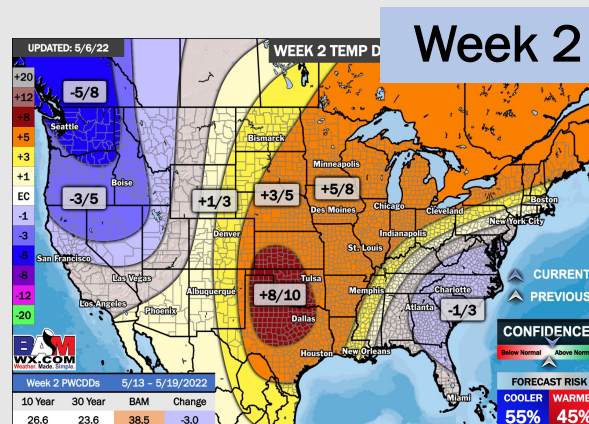 Week 2
UPDATED: 5/6/22
WEEK 2 TEMP D
+20
+12
+8
+5
+3
+1
EC
-1
-3
-5
-8
-12
-20
-5/8
Seattle
Bismarck
Minneapolis
Boise
-3/5
+1/3
+3/5
+5/8
Des Moines
Chicago
Cleveland
Boston
New York City
Denver
Indianapolis
St. Louis
San Francisco
Las Vegas
Los Angeles
Albuquerque
Phoenix
Tulsa
+8/10
Dallas
Memphis
Charlotte
Atlanta
-1/3
Houston
New Orleans
Miami
CURRENT
PREVIOUS
CONFIDENCE
Below Normal Above Norm
FORECAST RISK
COOLER WARME
55% 45%
BAM
WX.COM
Weather. Made. Simple.
Week 2 PWCDDs 5/13 – 5/19/2022
10 Year 30 Year BAM Change
26.6 23.6 38.5 -3.0